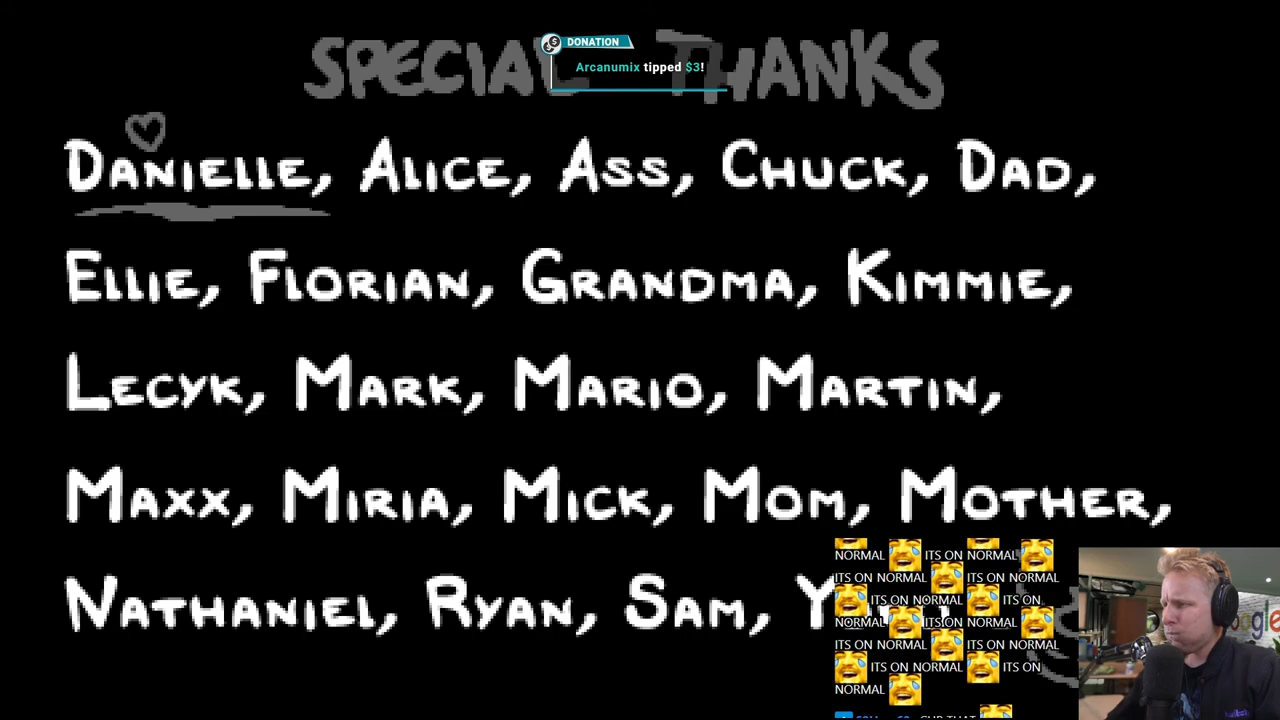 DONATION
SPECIAL THANKS
Arcanumix tipped $3!
DANIELLE, ALICE, ASS, CHUCK, DAD,
ELLIE, FLORIAN, GRANDMA, KIMMIE,
LECYK, MARK, MARIO, MARTIN,
MAXX, MIRIA, MICK, MOM, MOTHER,
NATHANIEL, RYAN, SAM,
NORMAL ITS ON NORMAL
ITS ON NORMAL ITS ON NORMAL
ITS ON NORMAL ITS ON
NORMAL ITS ON NORMAL
ITS ON NORMAL ITS ON NORMAL
ITS ON NORMAL ITS ON
NORMAL